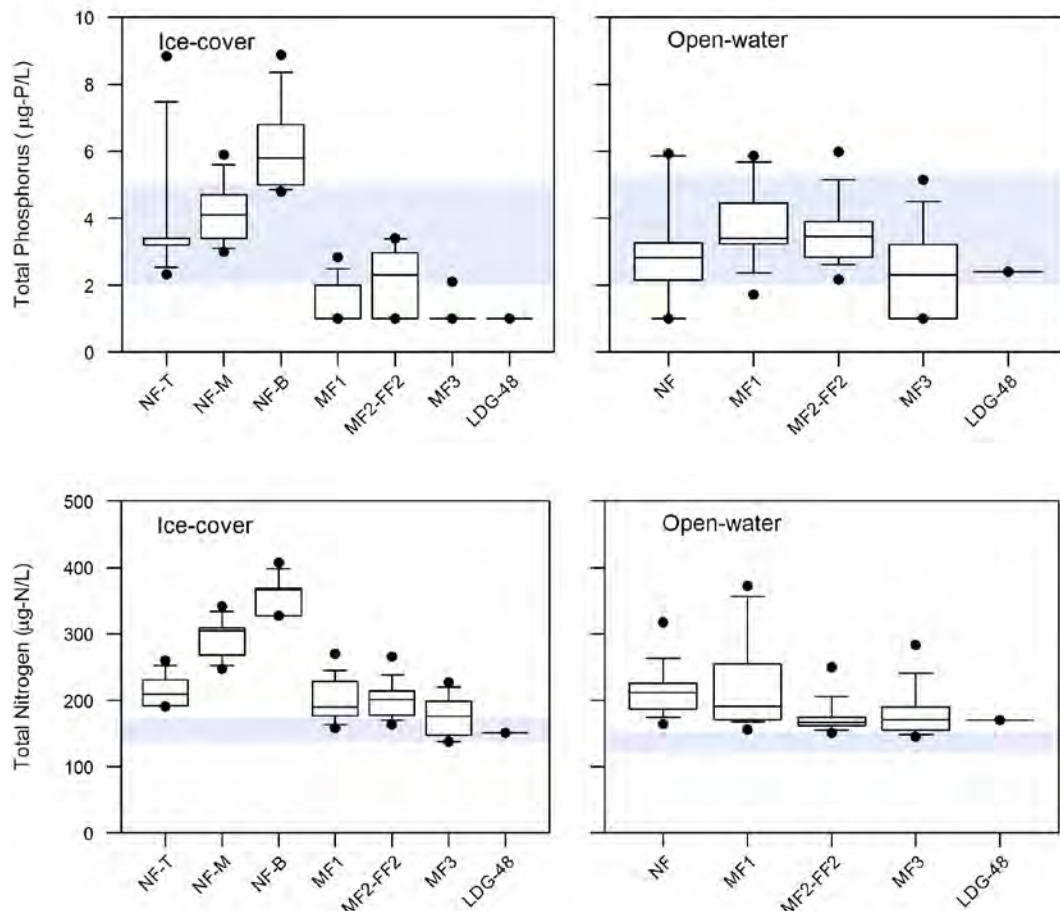 Total Phosphorus (µg-P/L)
10
8
6
4
2
0
Ice-cover
NF-T
NF-M
NF-B
MF1
MF2-FF2
MF3
LDG-48
Open-water
NF
MF1
MF2-FF2
MF3
LDG-48
Total Nitrogen (µg-N/L)
500
400
300
200
100
0
Ice-cover
NF-T
NF-M
NF-B
MF1
MF2-FF2
MF3
LDG-48
Open-water
NF
MF1
MF2-FF2
MF3
LDG-48